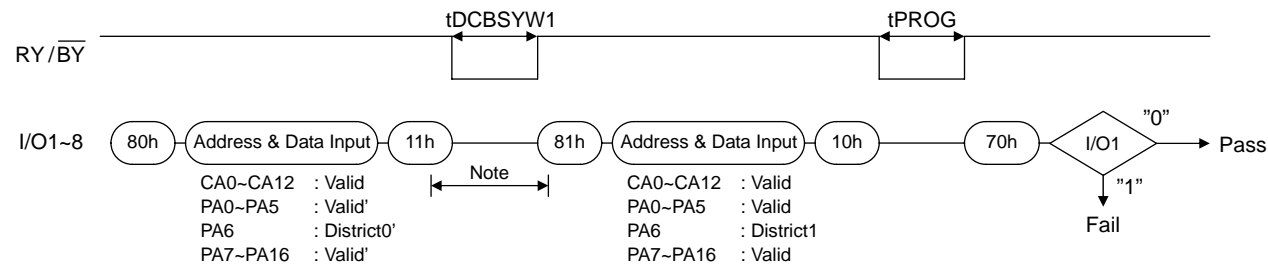 tDCBSYW1 tPROG
RY/BY
I/O1~8 80h Address & Data Input 11h 81h Address & Data Input 10h 70h I/O1 ”0” Pass
Note ”1”
CA0~CA12 : Valid CA0~CA12 : Valid
PA0~PA5 : Valid’ PA0~PA5 : Valid
PA6 : District0’ PA6 : District1
PA7~PA16 : Valid’ PA7~PA16 : Valid
Fail